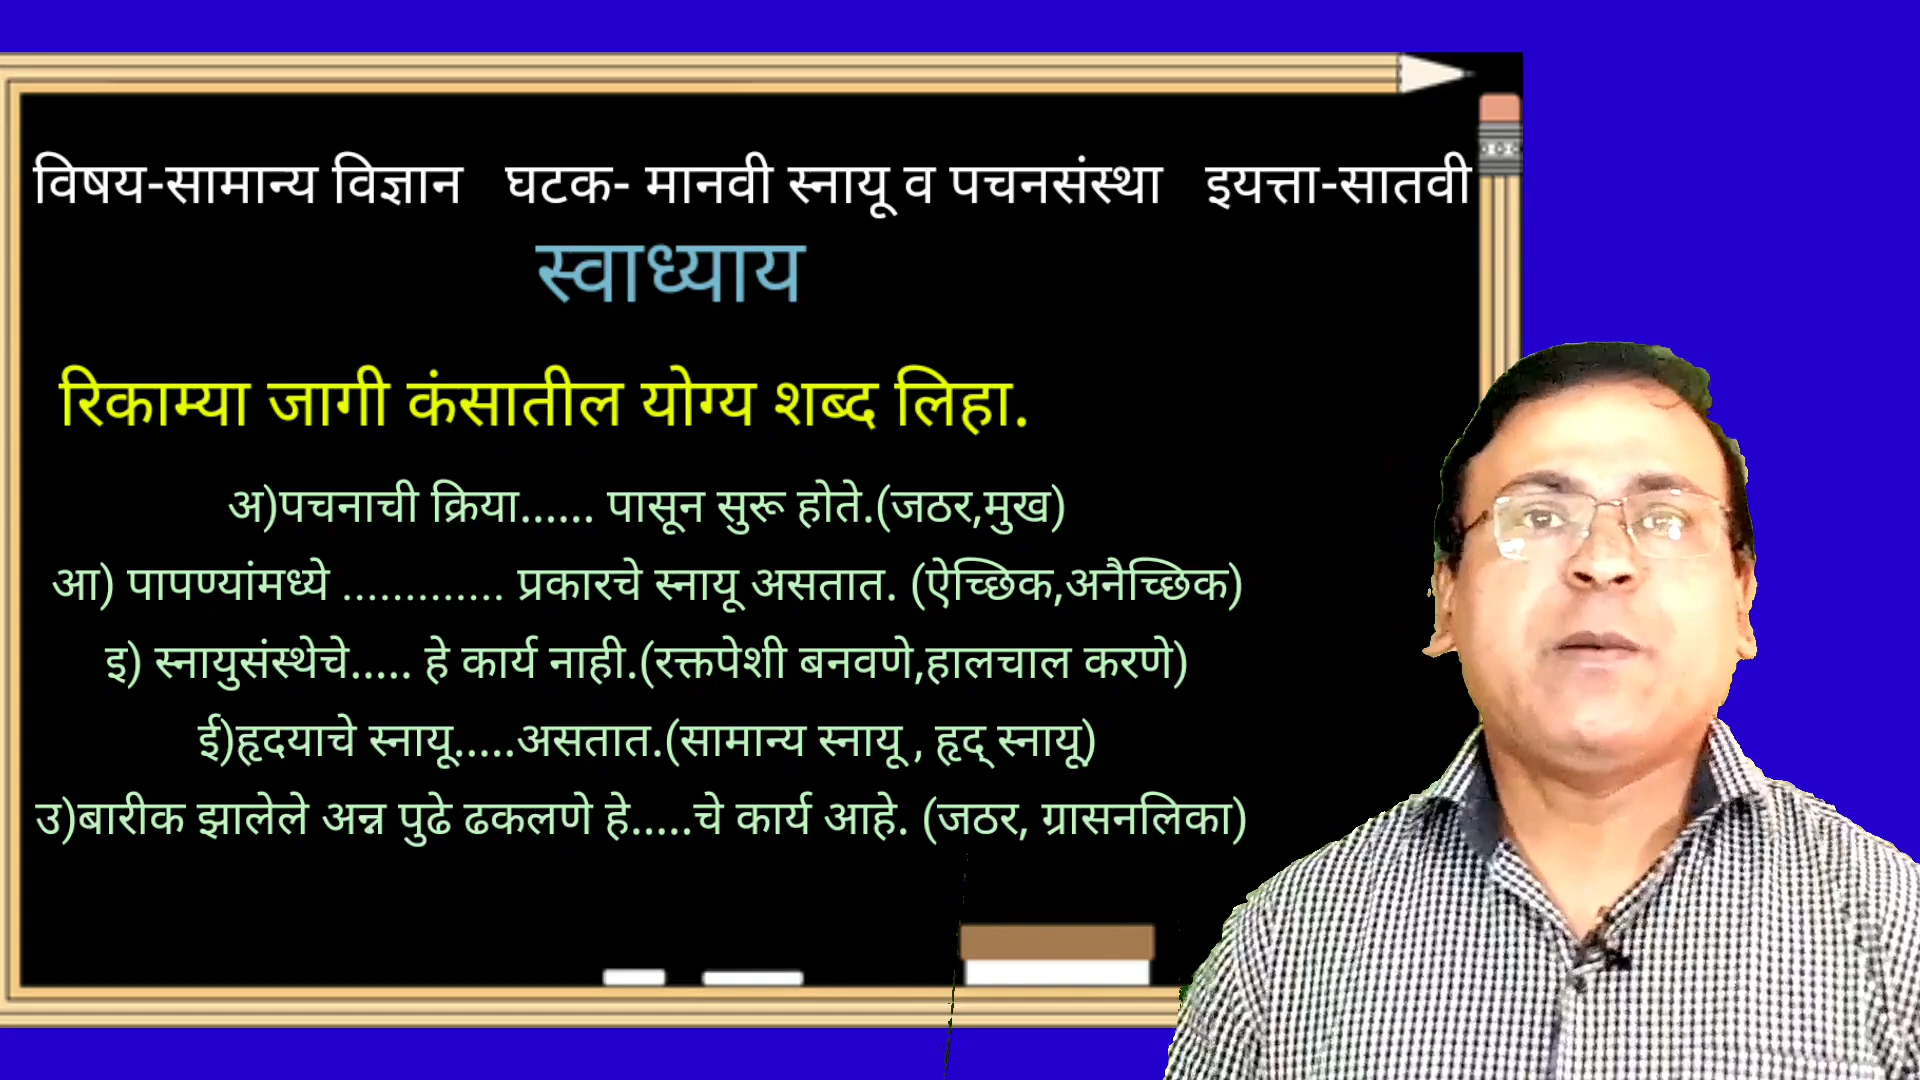 विषय-सामान्य विज्ञान   घटक- मानवी स्नायू व पचनसंस्था   इयत्ता-सातवी
स्वाध्याय
रिकाम्या जागी कंसातील योग्य शब्द लिहा.
अ)पचनाची क्रिया...... पासून सुरू होते.(जठर,मुख)
आ) पापण्यांमध्ये ............. प्रकारचे स्नायू असतात. (ऐच्छिक,अनैच्छिक)
इ) स्नायुसंस्थेचे..... हे कार्य नाही.(रक्तपेशी बनवणे,हालचाल करणे)
ई)हृदयाचे स्नायू.....असतात.(सामान्य स्नायू , हृद् स्नायू)
उ)बारीक झालेले अन्न पुढे ढकलणे हे.....चे कार्य आहे. (जठर, ग्रासनलिका)